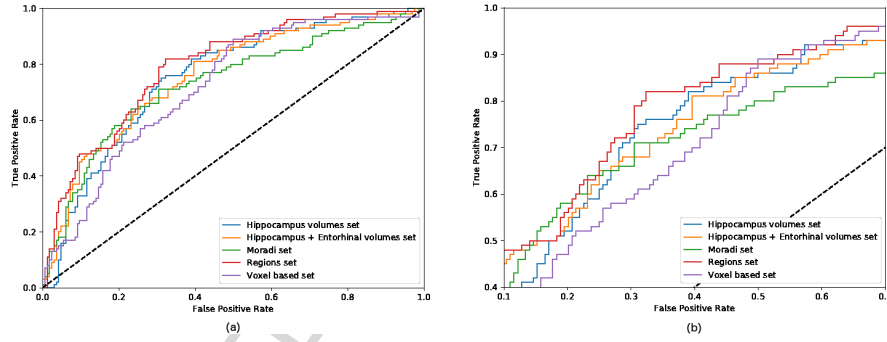 1.0
0.8
0.6
0.4
0.2
0.0
True Positive Rate
0.0 0.2 0.4 0.6 0.8 1.0
False Positive Rate
Hippocampus volumes set
Hippocampus + Entorhinal volumes set
Moradi set
Regions set
Voxel based set
(a)
1.0
0.9
0.8
0.7
0.6
0.5
0.4
True Positive Rate
0.1 0.2 0.3 0.4 0.5 0.6
False Positive Rate
Hippocampus volumes set
Hippocampus + Entorhinal volumes set
Moradi set
Regions set
Voxel based set
(b)